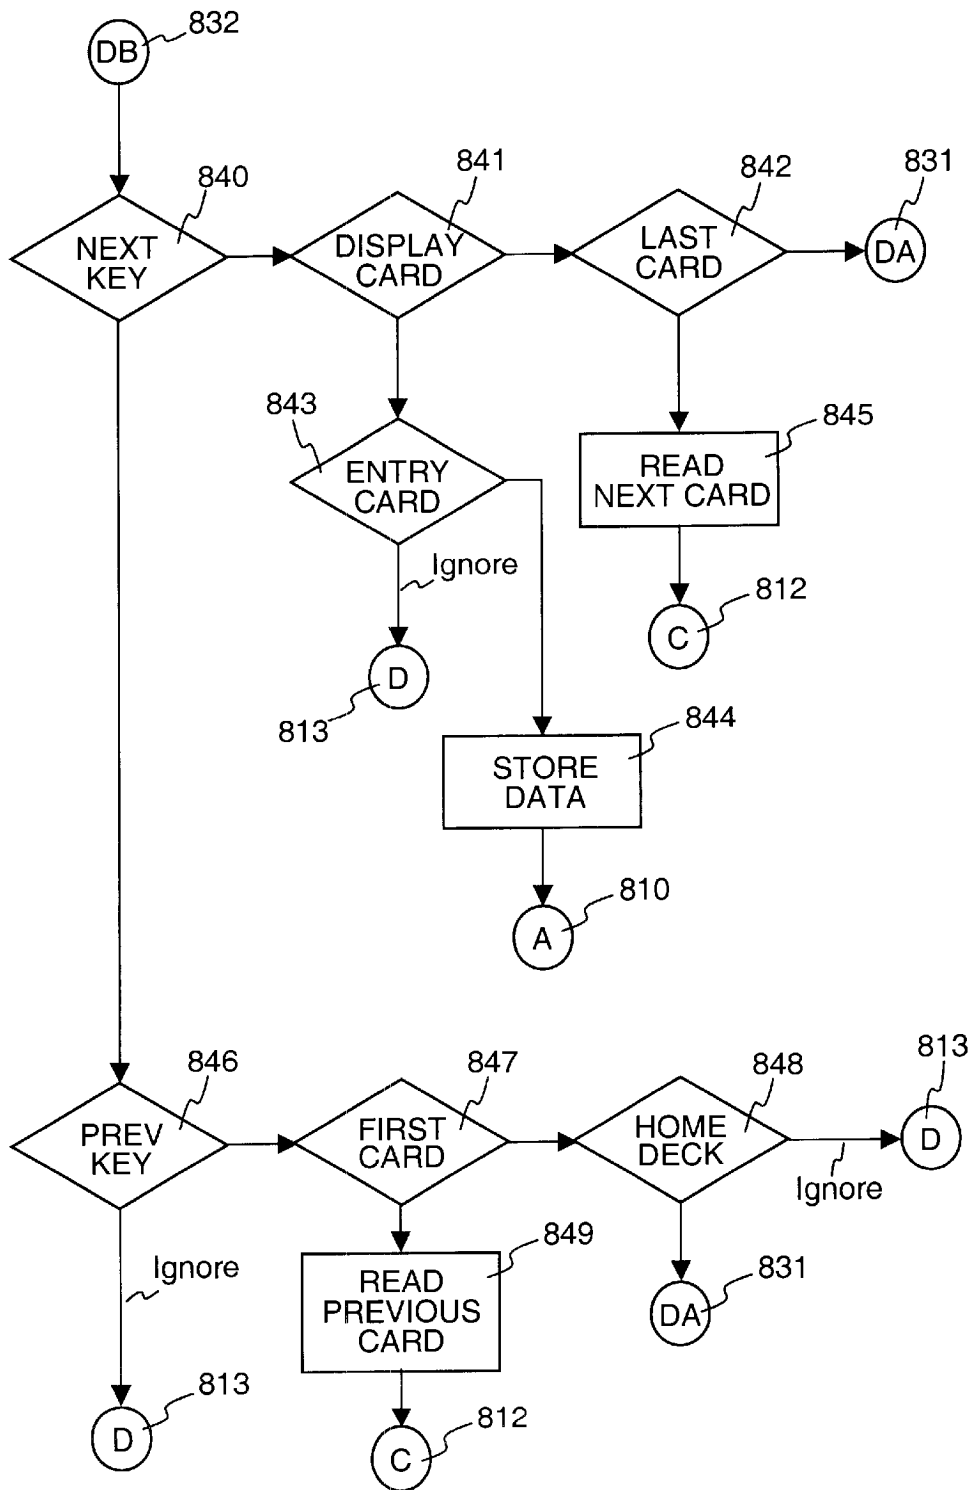 DB
832
840
NEXT
KEY
841
DISPLAY
CARD
842
LAST
CARD
831
DA
843
ENTRY
CARD
845
READ
NEXT CARD
Ignore
812
C
D
813
844
STORE
DATA
810
A
846
PREV
KEY
847
FIRST
CARD
848
HOME
DECK
813
D
Ignore
Ignore
849
READ
PREVIOUS
CARD
831
DA
813
D
812
C